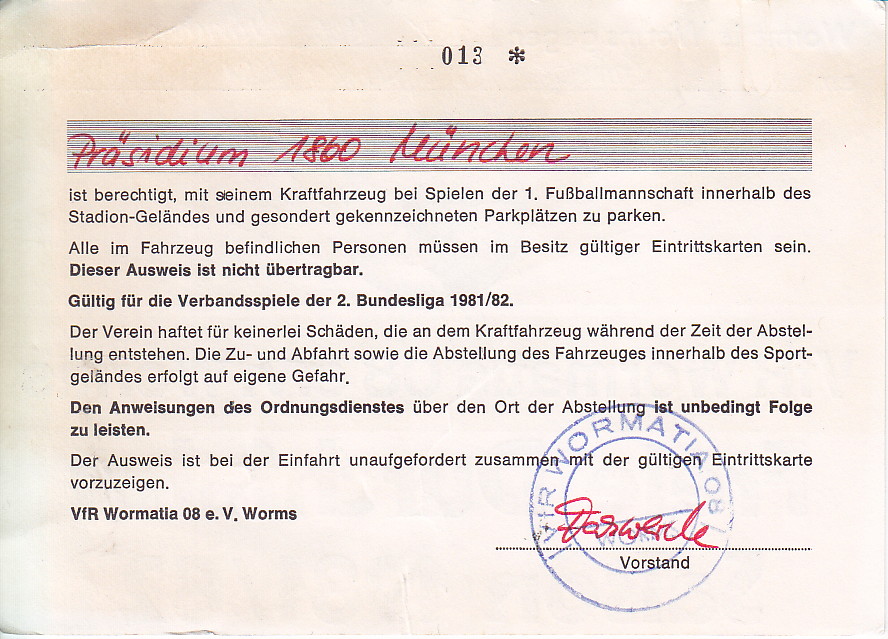 013 *
Präsidium 1860 München
ist berechtigt, mit seinem Kraftfahrzeug bei Spielen der 1. Fußballmannschaft innerhalb des
Stadion-Geländes und gesondert gekennzeichneten Parkplätzen zu parken.
Alle im Fahrzeug befindlichen Personen müssen im Besitz gültiger Eintrittskarten sein.
Dieser Ausweis ist nicht übertragbar.
Gültig für die Verbandsspiele der 2. Bundesliga 1981/82.
Der Verein haftet für keinerlei Schäden, die an dem Kraftfahrzeug während der Zeit der Abstel-
lung entstehen. Die Zu- und Abfahrt sowie die Abstellung des Fahrzeuges innerhalb des Sport-
geländes erfolgt auf eigene Gefahr.
Den Anweisungen des Ordnungsdienstes über den Ort der Abstellung ist unbedingt Folge
zu leisten.
Der Ausweis ist bei der Einfahrt unaufgefordert zusammen mit der gültigen Eintrittskarte
vorzuzeigen.
VfR Wormatia 08 e. V. Worms
VfR WORMATIA 08
WORMS
Vorstand